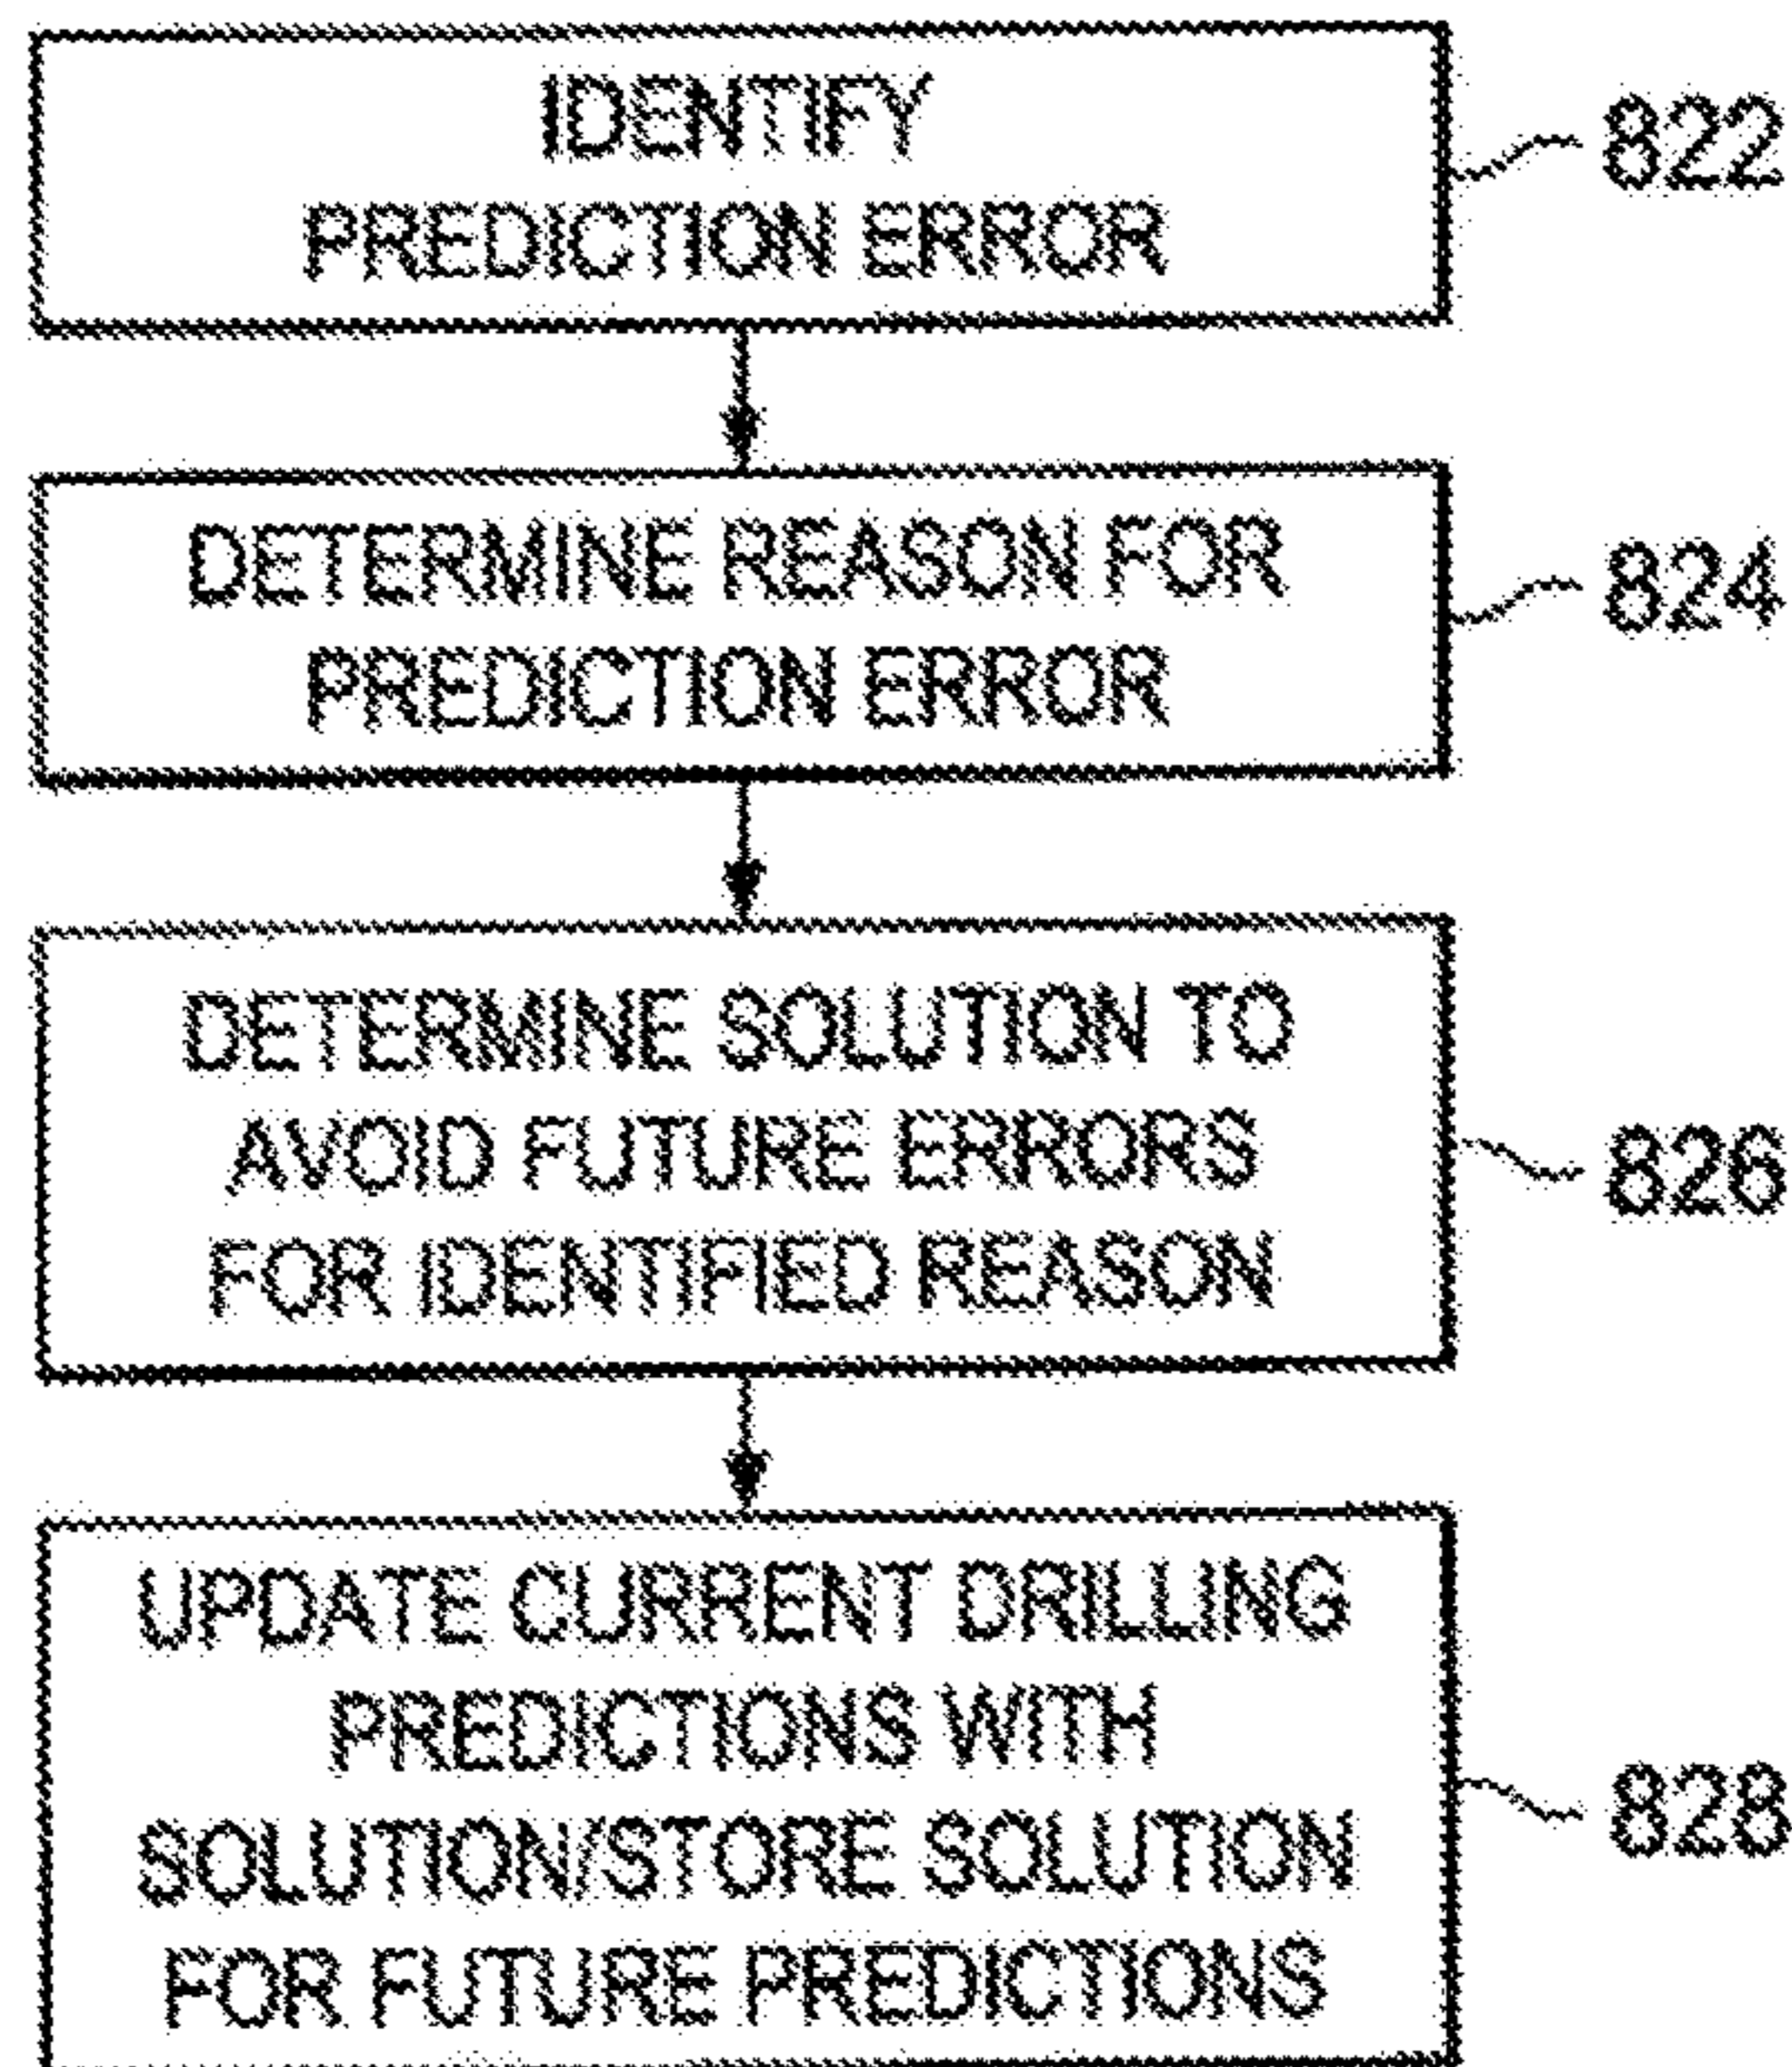 IDENTIFY
PREDICTION ERROR
822
DETERMINE REASON FOR
PREDICTION ERROR
824
DETERMINE SOLUTION TO
AVOID FUTURE ERRORS
FOR IDENTIFIED REASON
826
UPDATE CURRENT DRILLING
PREDICTIONS WITH
SOLUTION/STORE SOLUTION
FOR FUTURE PREDICTIONS
828